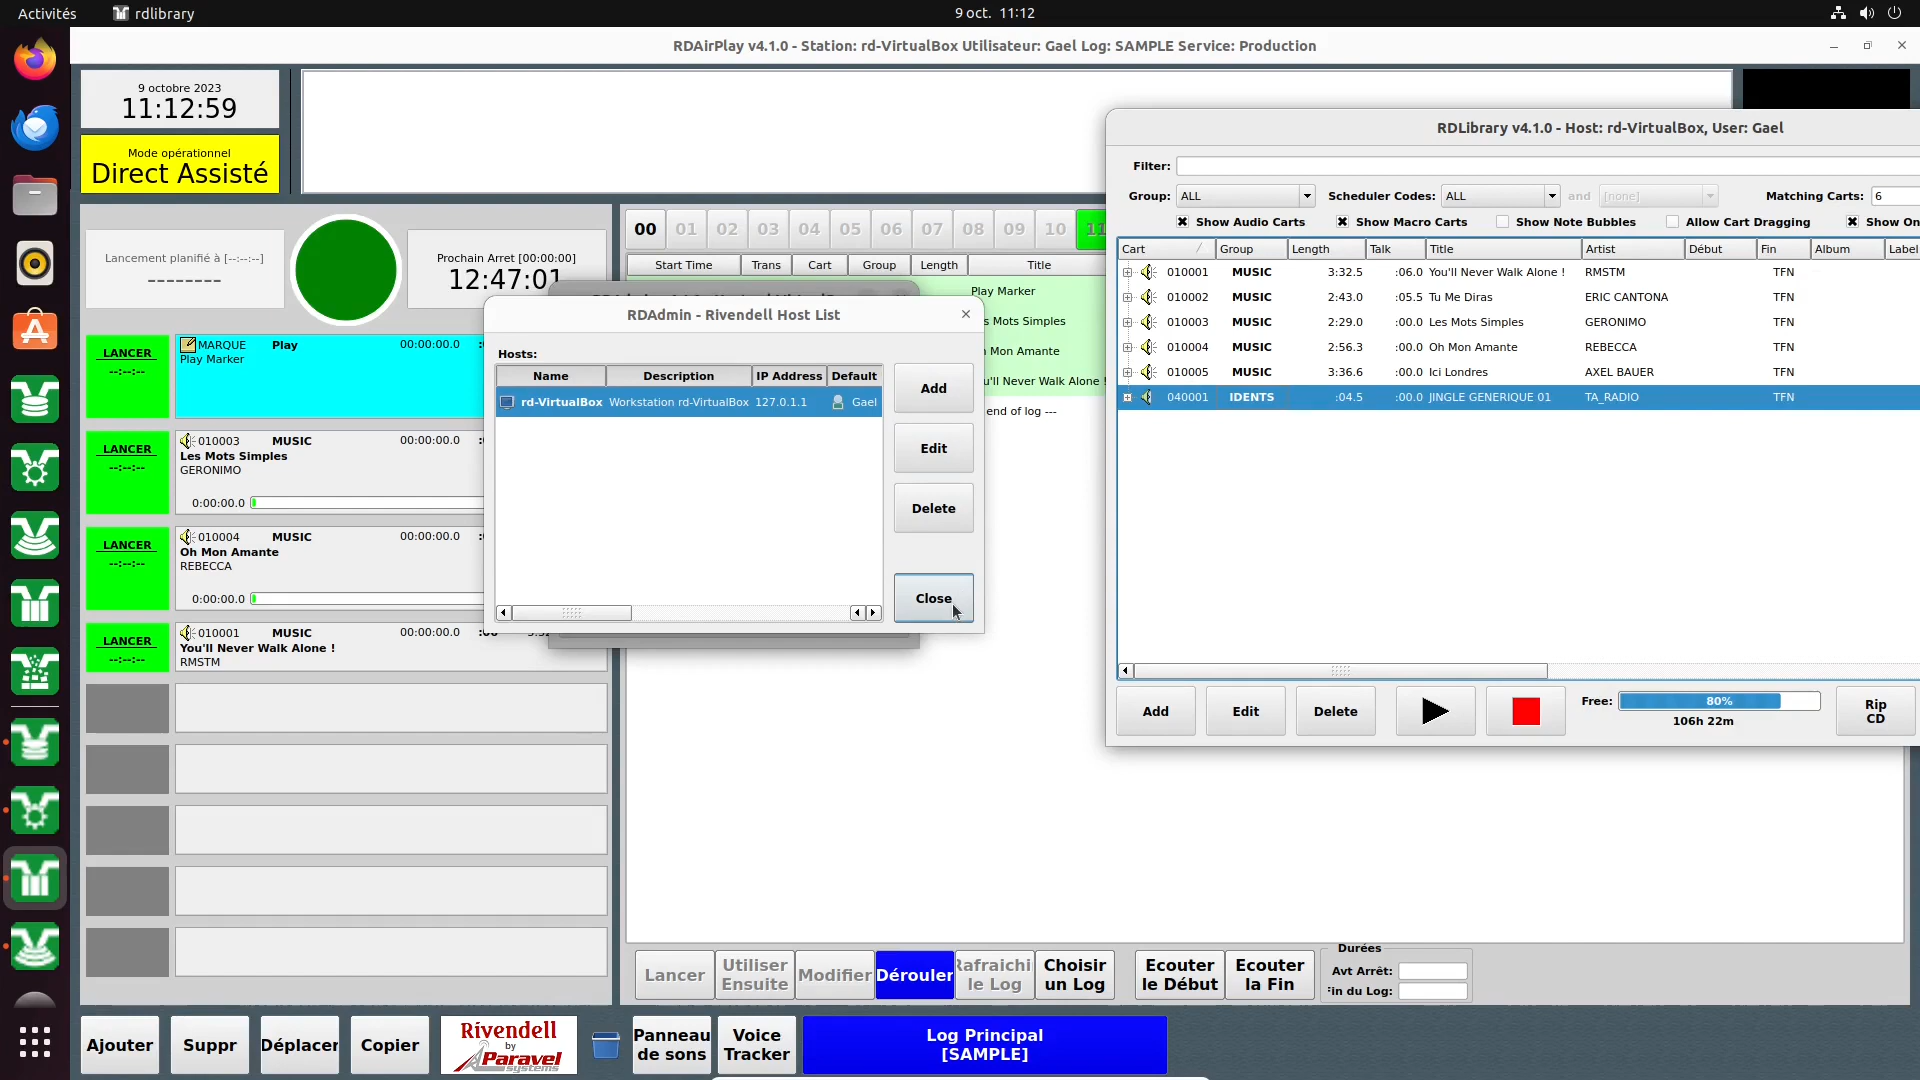 Activités
rdlibrary
9 oct. 11:12
RDAirPlay v4.1.0 - Station: rd-VirtualBox Utilisateur: Gael Log: SAMPLE Service: Production
9 octobre 2023
11:12:59
Mode opérationnel
Direct Assisté
Lancement planifié à [--:--:--]
--------
Prochain Arret [00:00:00]
12:47:01
LANCER
--:--:--
MARQUE Play 00:00:00.0
Play Marker
LANCER
--:--:--
010003 MUSIC 00:00:00.0
Les Mots Simples
GERONIMO
0:00:00.0
LANCER
--:--:--
010004 MUSIC 00:00:00.0
Oh Mon Amante
REBECCA
0:00:00.0
LANCER
--:--:--
010001 MUSIC 00:00:00.0
You'll Never Walk Alone !
RMSTM
00 01 02 03 04 05 06 07 08 09 10 11
Start Time Trans Cart Group Length Title
Play Marker
s Mots Simples
Mon Amante
u'll Never Walk Alone !
end of log ---
RDAdmin - Rivendell Host List
Hosts:
Name Description IP Address Default
rd-VirtualBox Workstation rd-VirtualBox 127.0.1.1 Gael
Add
Edit
Delete
Close
RDLibrary v4.1.0 - Host: rd-VirtualBox, User: Gael
Filter:
Group: ALL Scheduler Codes: ALL and [none] Matching Carts: 6
Show Audio Carts Show Macro Carts Show Note Bubbles Allow Cart Dragging Show On
Cart Group Length Talk Title Artist Début Fin Album Label
010001 MUSIC 3:32.5 :06.0 You'll Never Walk Alone ! RMSTM TFN
010002 MUSIC 2:43.0 :05.5 Tu Me Diras ERIC CANTONA TFN
010003 MUSIC 2:29.0 :00.0 Les Mots Simples GERONIMO TFN
010004 MUSIC 2:56.3 :00.0 Oh Mon Amante REBECCA TFN
010005 MUSIC 3:36.6 :00.0 Ici Londres AXEL BAUER TFN
040001 IDENTS :04.5 :00.0 JINGLE GENERIQUE 01 TA_RADIO TFN
Add Edit Delete Free: 80%
106h 22m
Rip
CD
Lancer
Utiliser
Ensuite
Modifier
Dérouler
Rafraichi
le Log
Choisir
un Log
Ecouter
le Début
Ecouter
la Fin
Durées
Avt Arrêt:
Fin du Log:
Ajouter
Suppr
Déplacer
Copier
Rivendell
by
Paravel
systems
Panneau
de sons
Voice
Tracker
Log Principal
[SAMPLE]